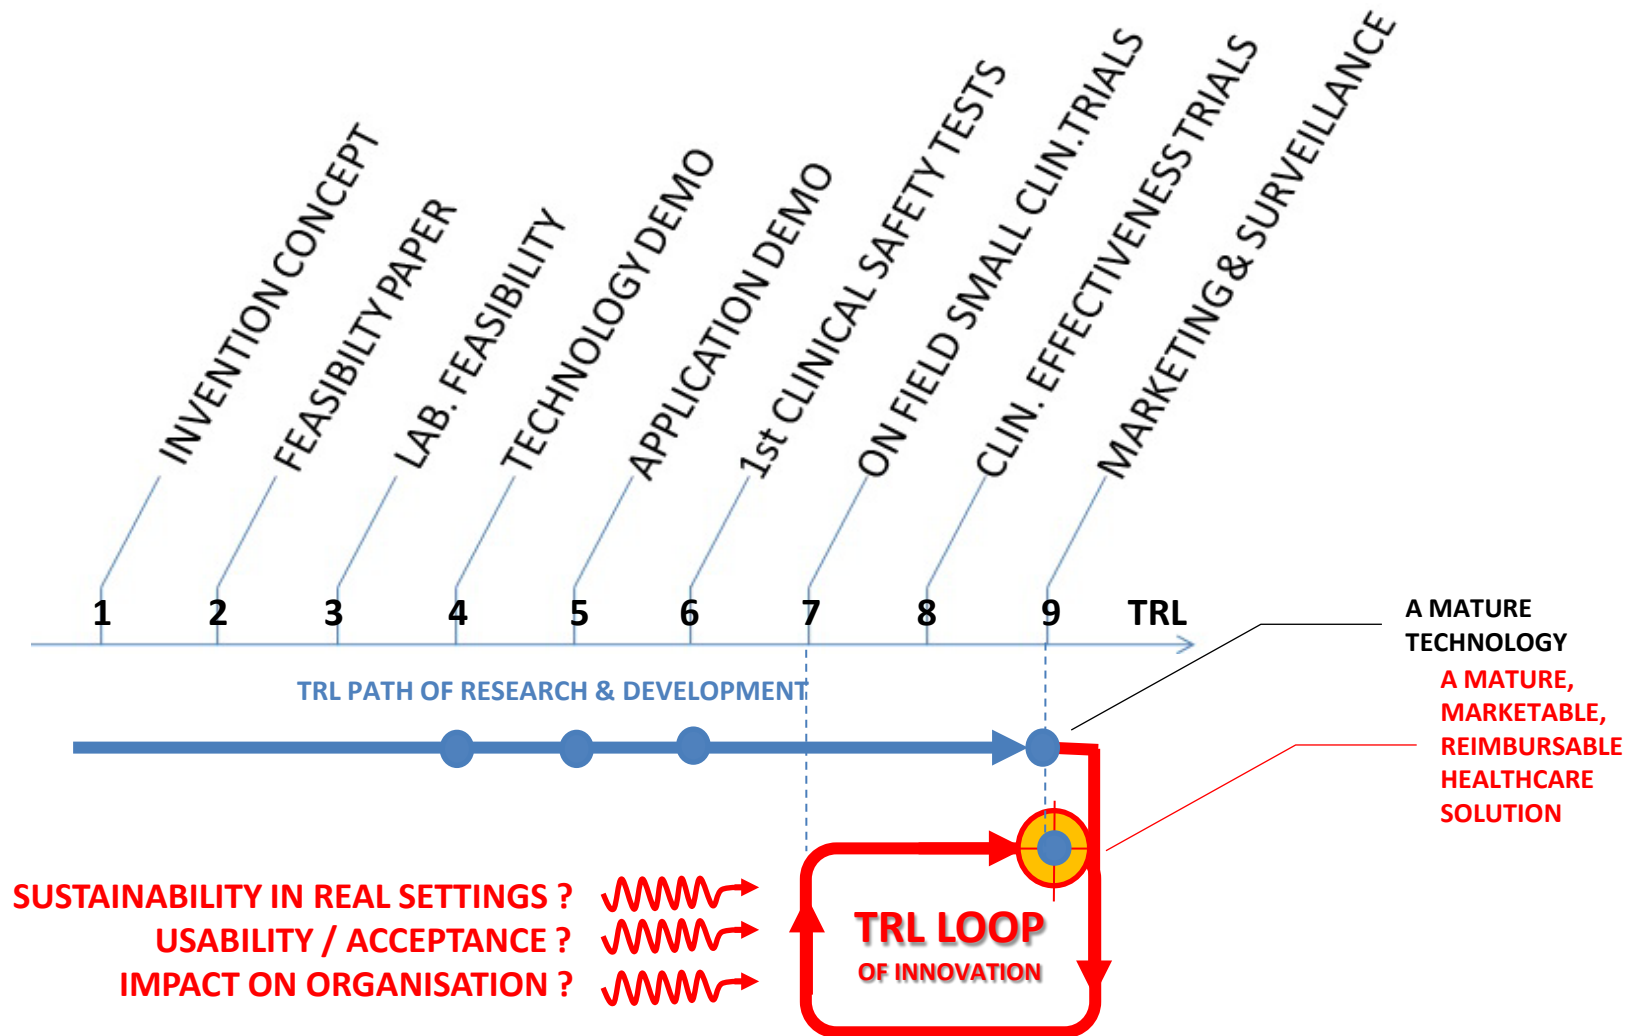 INVENTION CONCEPT
FEASIBILTY PAPER
LAB. FEASIBILITY
TECHNOLOGY DEMO
APPLICATION DEMO
1st CLINICAL SAFETY TESTS
ON FIELD SMALL CLIN.TRIALS
CLIN. EFFECTIVENESS TRIALS
MARKETING & SURVEILLANCE
1 2 3 4 5 6 7 8 9 TRL
A MATURE
TECHNOLOGY
TRL PATH OF RESEARCH & DEVELOPMENT
A MATURE,
MARKETABLE,
REIMBURSABLE
HEALTHCARE
SOLUTION
SUSTAINABILITY IN REAL SETTINGS ?
USABILITY / ACCEPTANCE ?
IMPACT ON ORGANISATION ?
TRL LOOP
OF INNOVATION